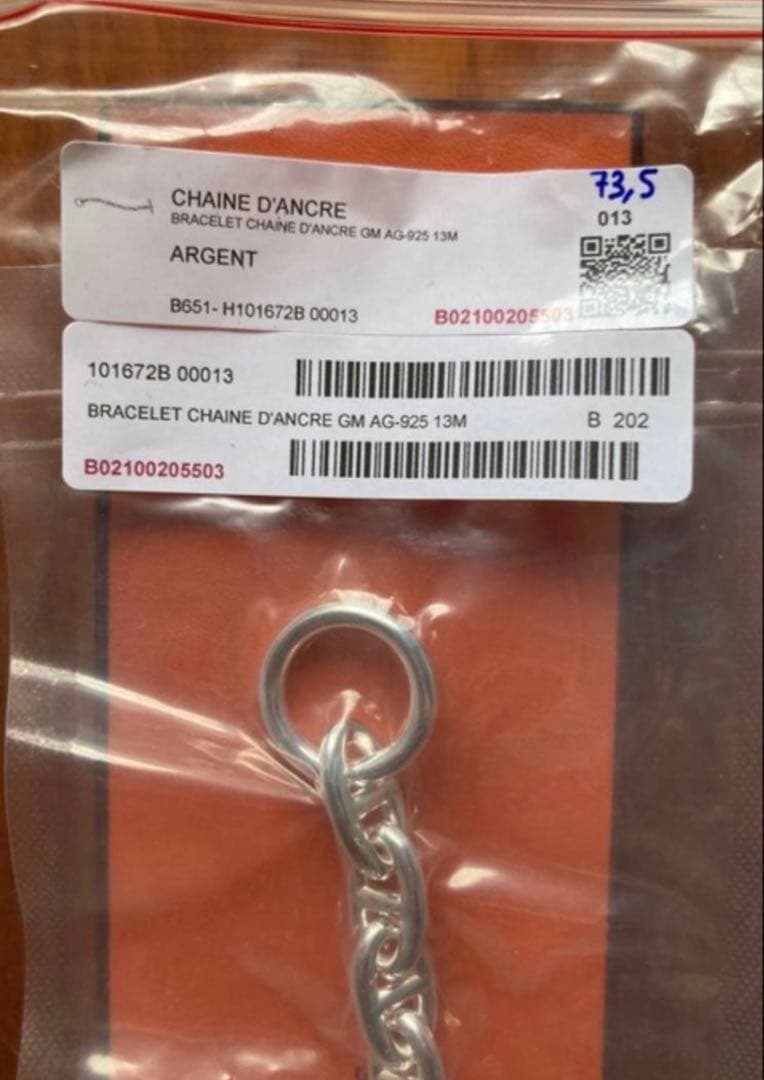 73,5
CHAINE D'ANCRE
013
BRACELET CHAINE D'ANCRE GM AG-925 13M
ARGENT
B651- H101672B 00013 B02100205503
101672B 00013
BRACELET CHAINE D'ANCRE GM AG-925 13M B 202
B02100205503